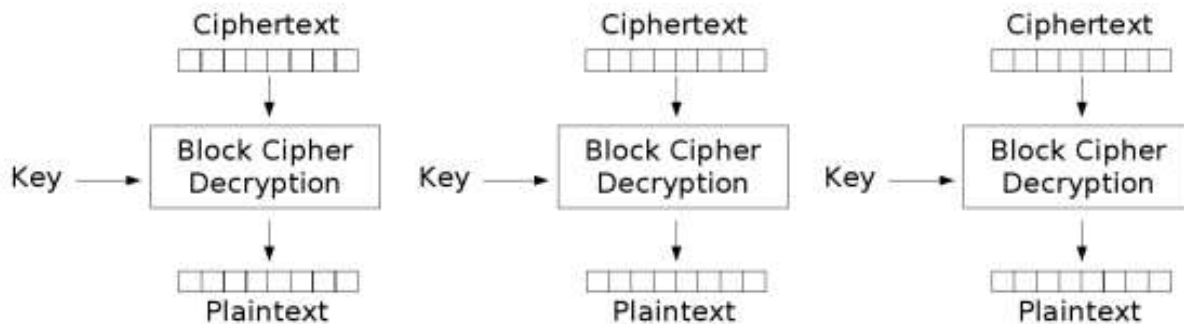 Ciphertext Ciphertext Ciphertext
Block Cipher Block Cipher Block Cipher
Key Key Key
Decryption Decryption Decryption
Plaintext Plaintext Plaintext